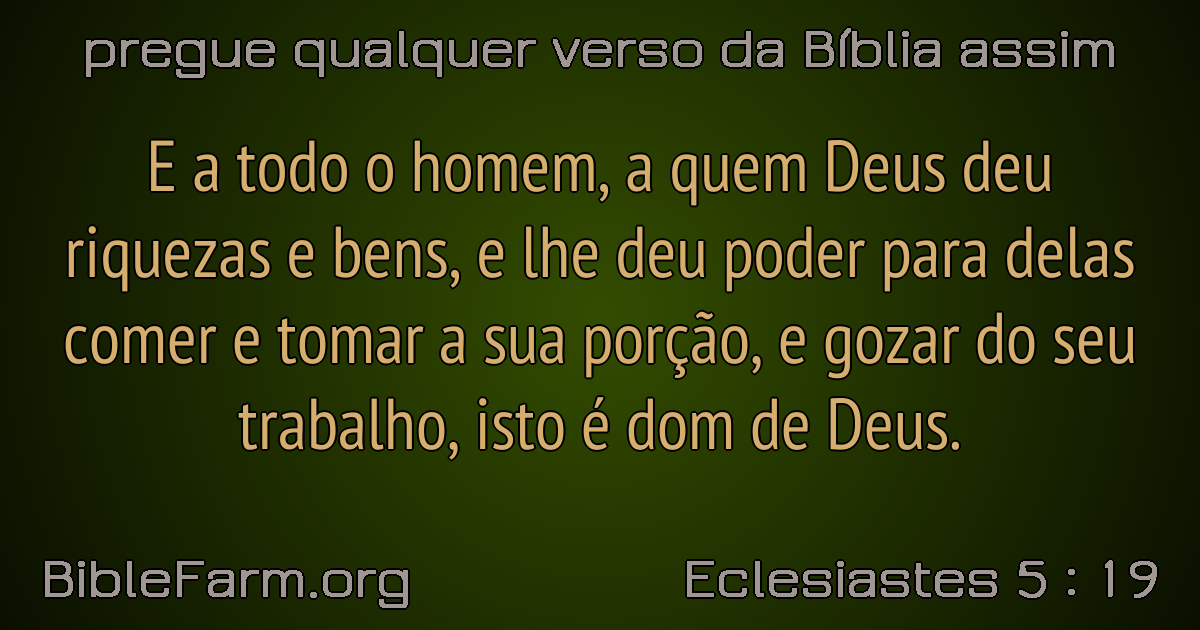 pregue qualquer verso da Bíblia assim
E a todo o homem, a quem Deus deu
riquezas e bens, e lhe deu poder para delas
comer e tomar a sua porção, e gozar do seu
trabalho, isto é dom de Deus.
BibleFarm.org
Eclesiastes 5 : 19